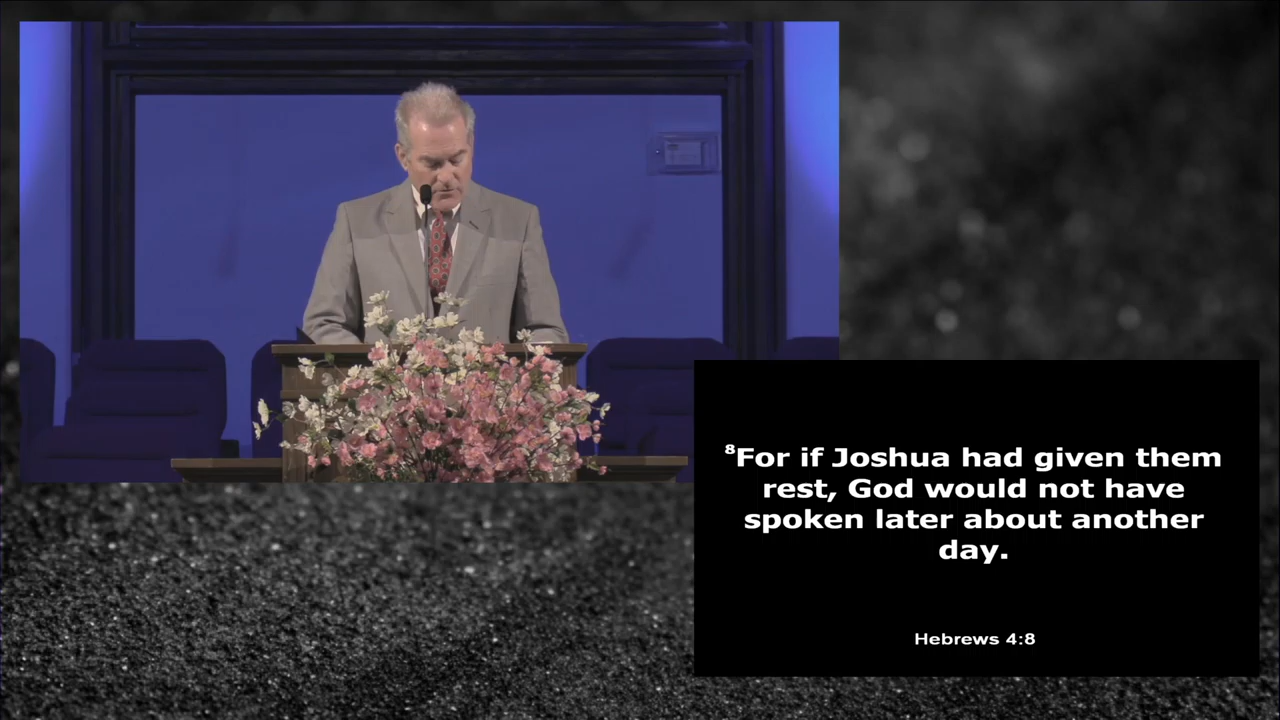 ⁸For if Joshua had given them
rest, God would not have
spoken later about another
day.
Hebrews 4:8